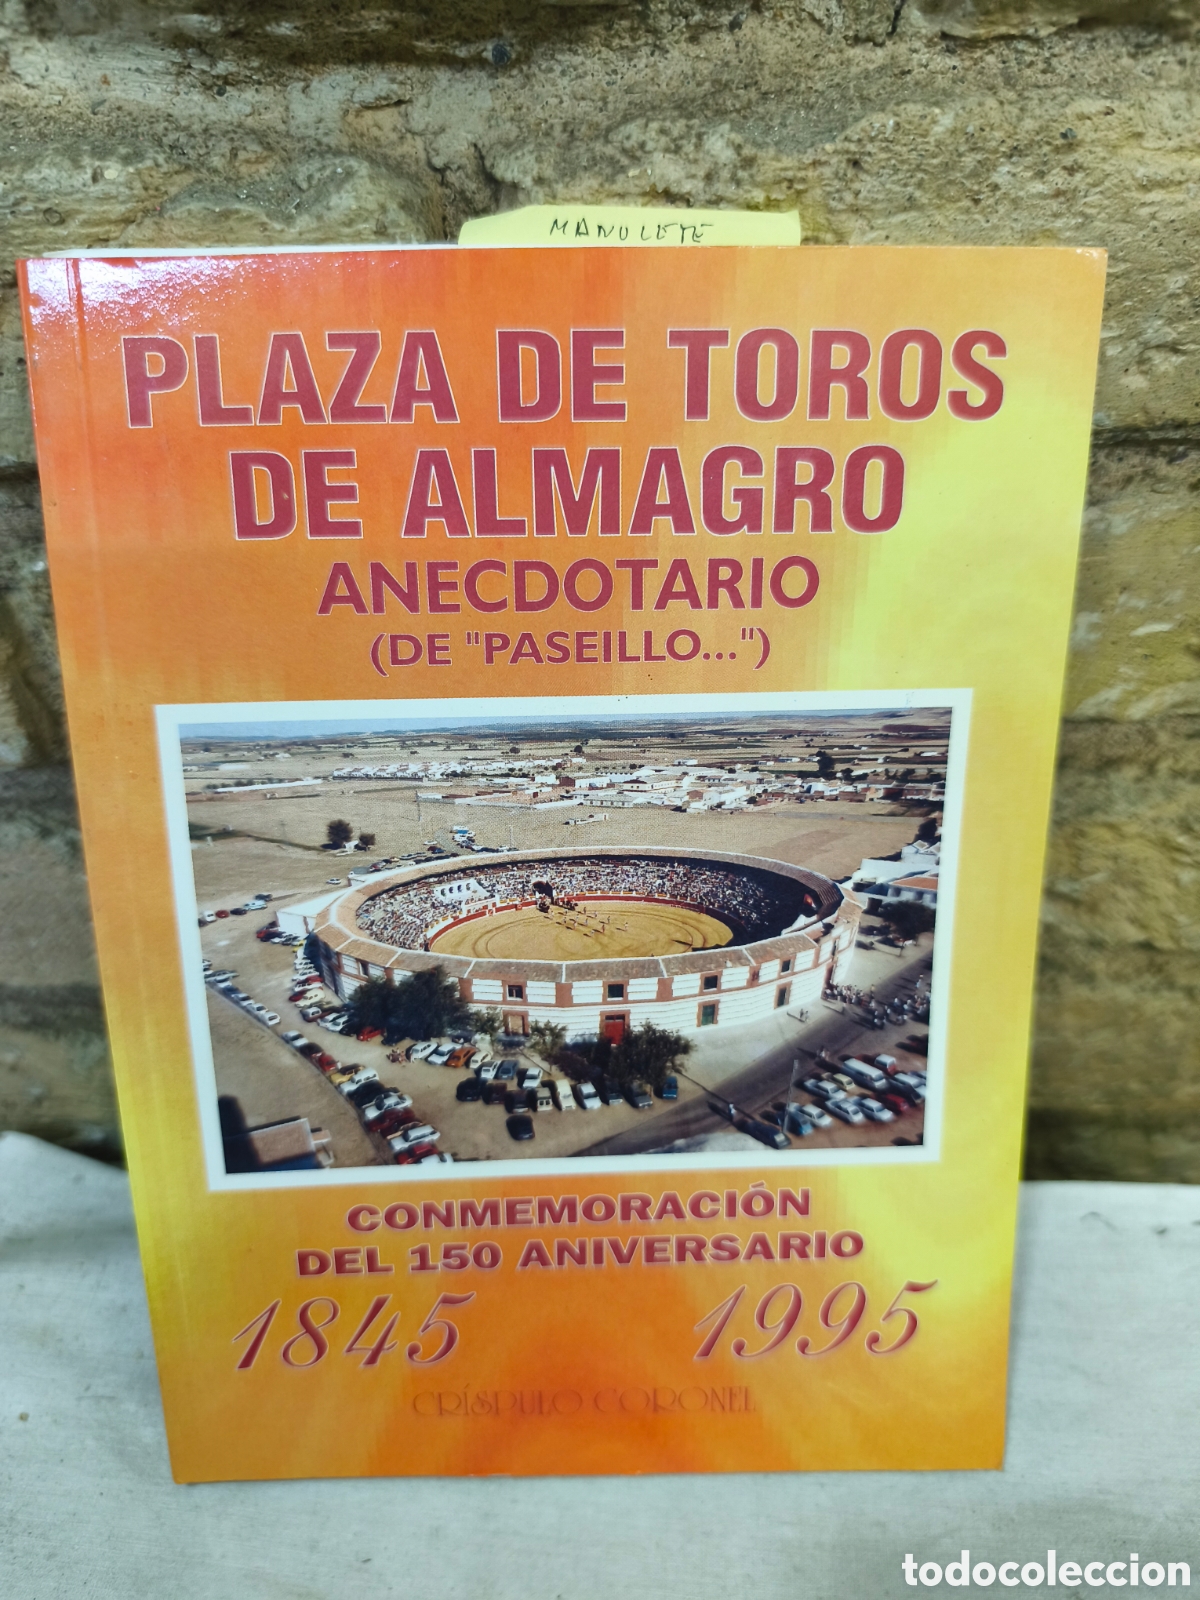 MANOLETE
PLAZA DE TOROS
DE ALMAGRO
ANECDOTARIO
(DE "PASEILLO...")
CONMEMORACIÓN
DEL 150 ANIVERSARIO
1845 1995
CRÍSPULO CORONEL
todocoleccion